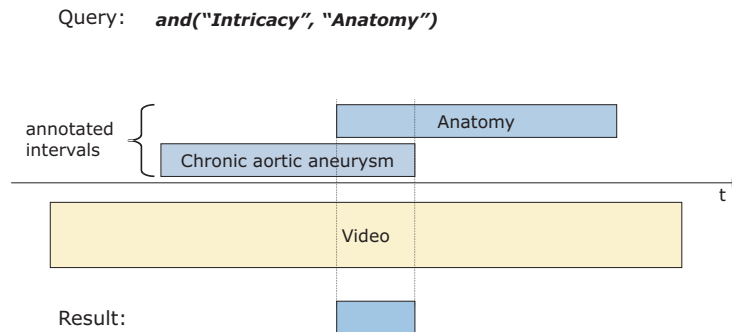 Query: and(“Intricacy”, “Anatomy”)
annotated
intervals
Anatomy
Chronic aortic aneurysm
t
Video
Result: